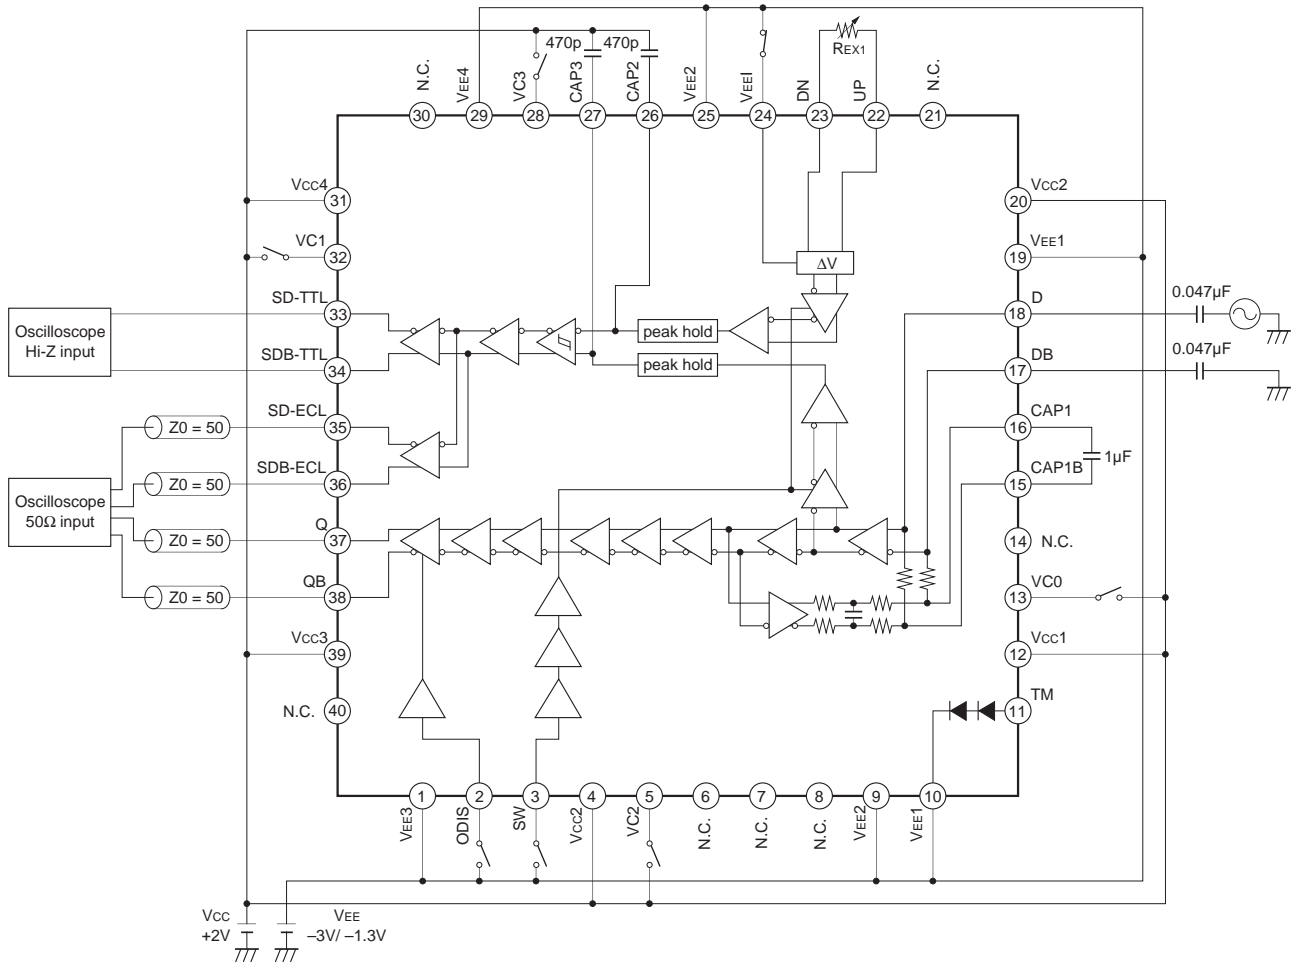 470p 470p
REX1
N.C.
VEE4
VC3
CAP3
CAP2
VEE2
VEEI
DN
UP
N.C.
30 29 28 27 26 25 24 23 22 21
VCC4
31
VC1
32
SD-TTL
33
SDB-TTL
34
SD-ECL
35
SDB-ECL
36
Q
37
QB
38
VCC3
39
N.C. 40
Oscilloscope
Hi-Z input
Oscilloscope
50Ω input
Z0 = 50
Z0 = 50
Z0 = 50
Z0 = 50
ΔV
peak hold
peak hold
VCC2
20
VEE1
19
D
18
DB
17
CAP1
16
CAP1B
15
14 N.C.
VC0
13
VCC1
12
TM
11
0.047μF
0.047μF
1μF
1 2 3 4 5 6 7 8 9 10
VEE3
ODIS
SW
VCC2
VC2
N.C.
N.C.
N.C.
VEE2
VEE1
VCC
+2V
VEE
–3V/ –1.3V